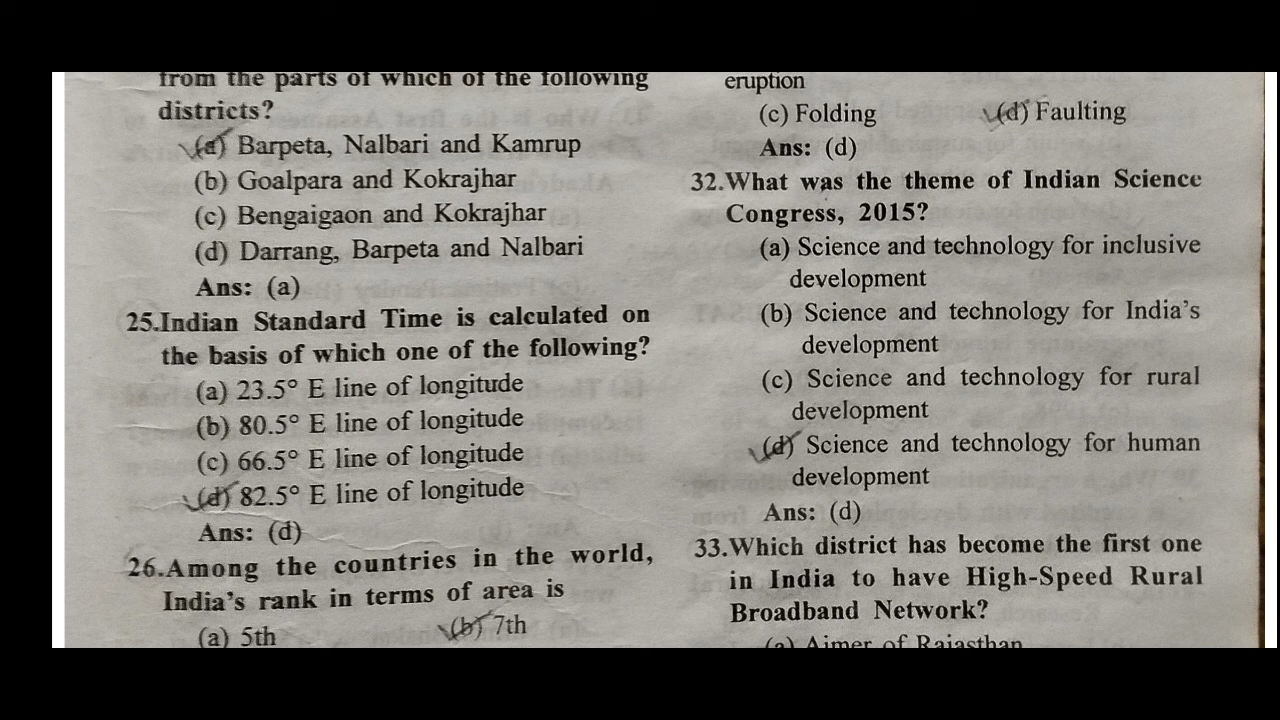 from the parts of which of the following
districts?
(a) Barpeta, Nalbari and Kamrup
(b) Goalpara and Kokrajhar
(c) Bengaigaon and Kokrajhar
(d) Darrang, Barpeta and Nalbari
Ans: (a)
25.Indian Standard Time is calculated on
the basis of which one of the following?
(a) 23.5° E line of longitude
(b) 80.5° E line of longitude
(c) 66.5° E line of longitude
(d) 82.5° E line of longitude
Ans: (d)
26.Among the countries in the world,
India's rank in terms of area is
(a) 5th (b) 7th
eruption
(c) Folding (d) Faulting
Ans: (d)
32.What was the theme of Indian Science
Congress, 2015?
(a) Science and technology for inclusive
development
(b) Science and technology for India's
development
(c) Science and technology for rural
development
(d) Science and technology for human
development
Ans: (d)
33.Which district has become the first one
in India to have High-Speed Rural
Broadband Network?
(a) Ajmer of Rajasthan